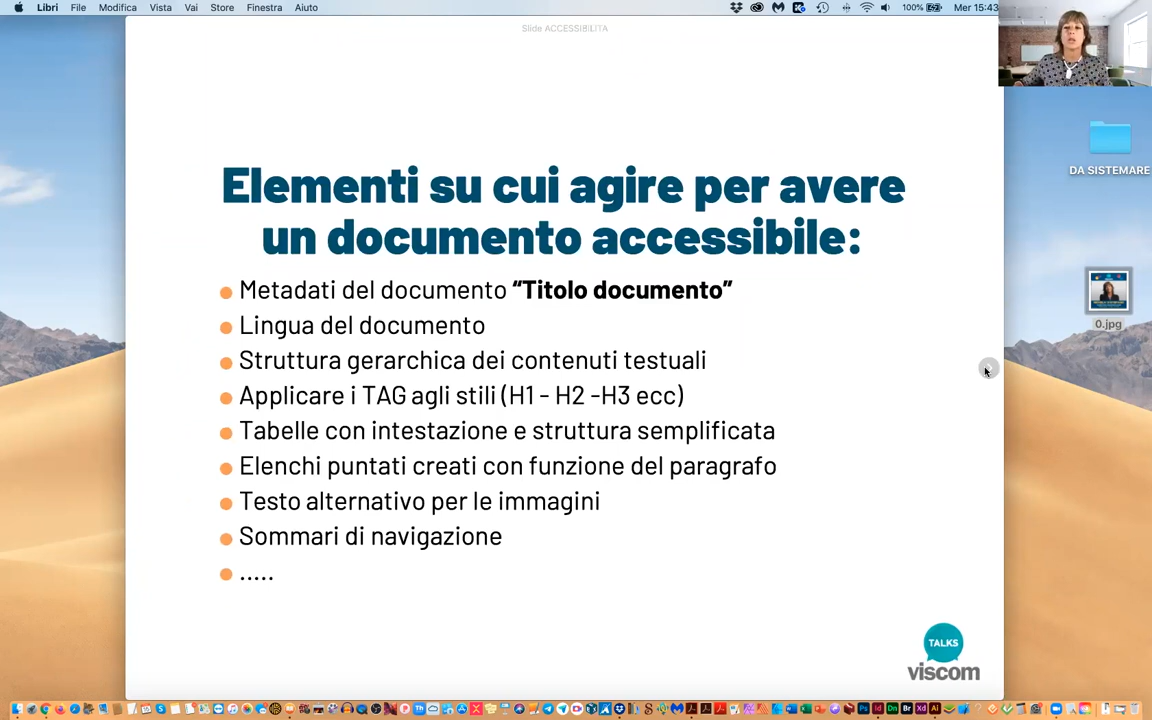 Libri File Modifica Vista Vai Store Finestra Aiuto 100% Mer 15:43
Slide ACCESSIBILITA
Elementi su cui agire per avere
un documento accessibile:
Metadati del documento “Titolo documento”
Lingua del documento
Struttura gerarchica dei contenuti testuali
Applicare i TAG agli stili (H1 - H2 -H3 ecc)
Tabelle con intestazione e struttura semplificata
Elenchi puntati creati con funzione del paragrafo
Testo alternativo per le immagini
Sommari di navigazione
.....
TALKS
viscom
DA SISTEMARE
0.jpg